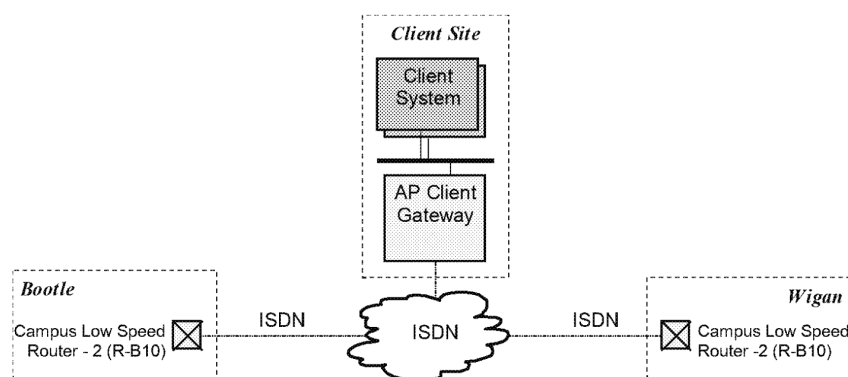 Client Site
Client
System
AP Client
Gateway
Bootle
Wigan
ISDN
ISDN
ISDN
Campus Low Speed
Router - 2 (R-B10)
Campus Low Speed
Router -2 (R-B10)